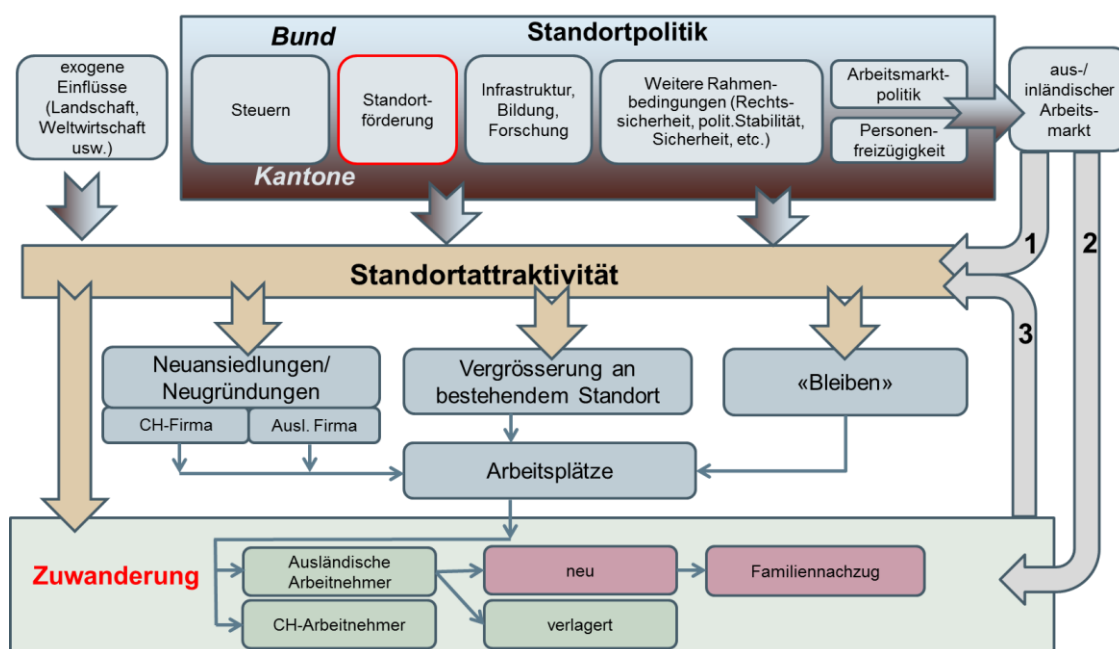 Bund
Standortpolitik
exogene
Einflüsse
(Landschaft,
Weltwirtschaft
usw.)
Steuern
Standort-
förderung
Infrastruktur,
Bildung,
Forschung
Weitere Rahmen-
bedingungen (Rechts-
sicherheit, polit.Stabilität,
Sicherheit, etc.)
Arbeitsmarkt-
politik
Personen-
freizügigkeit
aus-/
inländischer
Arbeits-
markt
Kantone
1
2
Standortattraktivität
3
Neuansiedlungen/
Neugründungen
CH-Firma
Ausl. Firma
Vergrösserung an
bestehendem Standort
«Bleiben»
Arbeitsplätze
Zuwanderung
Ausländische
Arbeitnehmer
neu
Familiennachzug
CH-Arbeitnehmer
verlagert